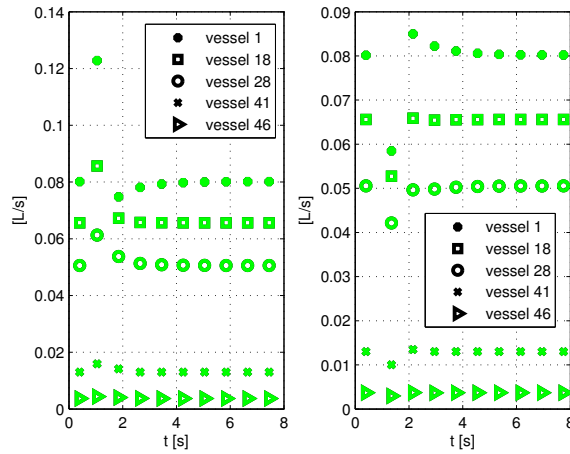 0.14
0.12
0.1
0.08
0.06
0.04
0.02
0
[L/s]
0 2 4 6 8
t [s]
vessel 1
vessel 18
vessel 28
vessel 41
vessel 46
0.09
0.08
0.07
0.06
0.05
0.04
0.03
0.02
0.01
0
[L/s]
0 2 4 6 8
t [s]
vessel 1
vessel 18
vessel 28
vessel 41
vessel 46